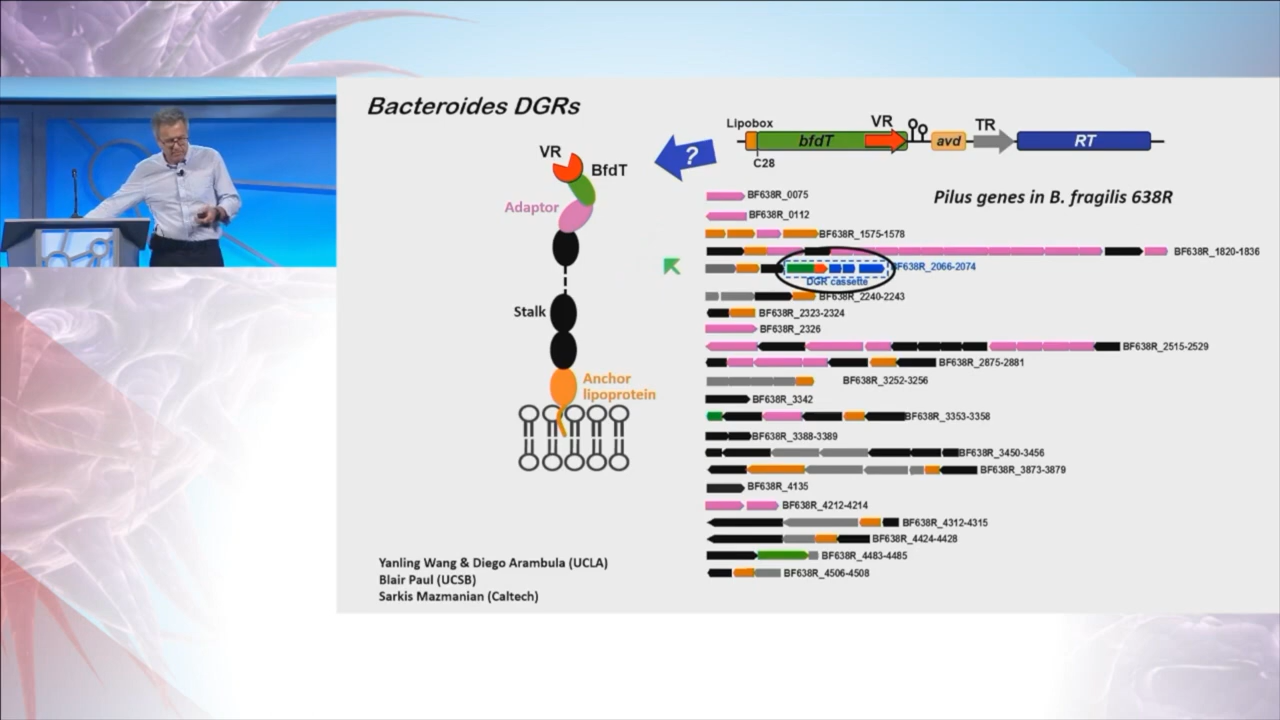 Bacteroides DGRs
Lipobox
VR
TR
bfdT
avd
RT
C28
?
VR
BfdT
Adaptor
Stalk
Anchor
lipoprotein
Pilus genes in B. fragilis 638R
BF638R_0075
BF638R_0112
BF638R_1575-1578
BF638R_1820-1836
BF638R_2066-2074
DGR cassette
BF638R_2240-2243
BF638R_2323-2324
BF638R_2326
BF638R_2515-2529
BF638R_2875-2881
BF638R_3252-3256
BF638R_3342
BF638R_3353-3358
BF638R_3388-3389
BF638R_3450-3456
BF638R_3873-3879
BF638R_4135
BF638R_4212-4214
BF638R_4312-4315
BF638R_4424-4428
BF638R_4483-4485
BF638R_4506-4508
Yanling Wang & Diego Arambula (UCLA)
Blair Paul (UCSB)
Sarkis Mazmanian (Caltech)